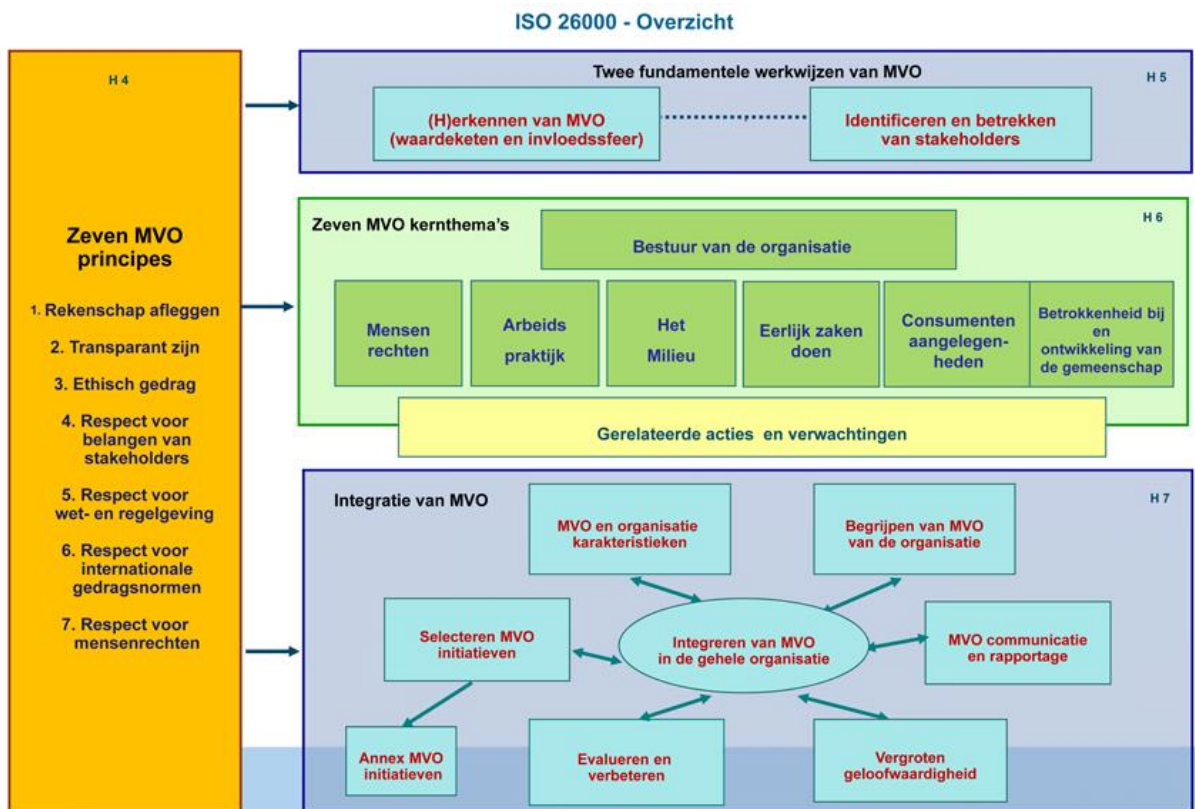 ISO 26000 - Overzicht
H 4
Zeven MVO
principes
1. Rekenschap afleggen
2. Transparant zijn
3. Ethisch gedrag
4. Respect voor
belangen van
stakeholders
5. Respect voor
wet- en regelgeving
6. Respect voor
internationale
gedragsnormen
7. Respect voor
mensenrechten
Twee fundamentele werkwijzen van MVO
H 5
(H)erkennen van MVO
(waardeketen en invloedssfeer)
Identificeren en betrekken
van stakeholders
Zeven MVO kernthema's
H 6
Bestuur van de organisatie
Mensen
rechten
Arbeids
praktijk
Het
Milieu
Eerlijk zaken
doen
Consumenten
aangelegen-
heden
Betrokkenheid bij
en
ontwikkeling van
de gemeenschap
Gerelateerde acties en verwachtingen
Integratie van MVO
H 7
MVO en organisatie
karakteristieken
Begrijpen van MVO
van de organisatie
Selecteren MVO
initiatieven
Integreren van MVO
in de gehele organisatie
MVO communicatie
en rapportage
Annex MVO
initiatieven
Evalueren en
verbeteren
Vergroten
geloofwaardigheid